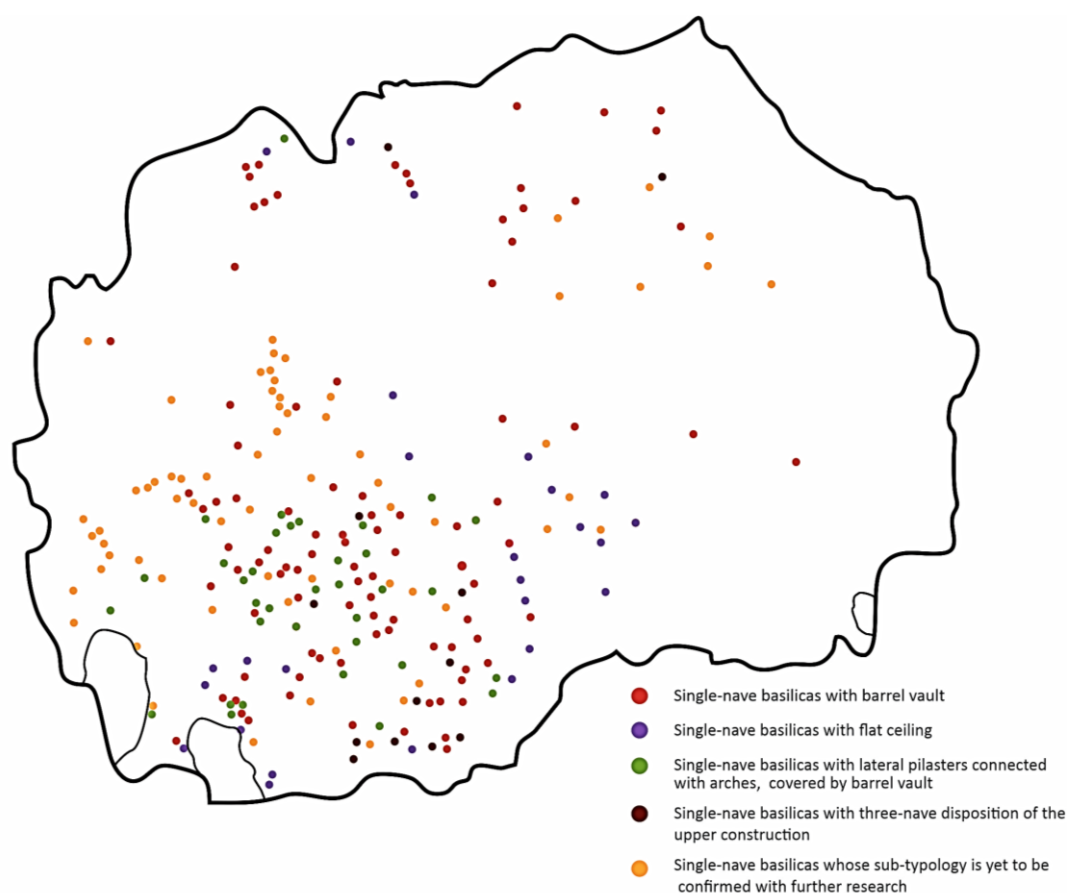 Single-nave basilicas with barrel vault
Single-nave basilicas with flat ceiling
Single-nave basilicas with lateral pilasters connected
with arches, covered by barrel vault
Single-nave basilicas with three-nave disposition of the
upper construction
Single-nave basilicas whose sub-typology is yet to be
confirmed with further research